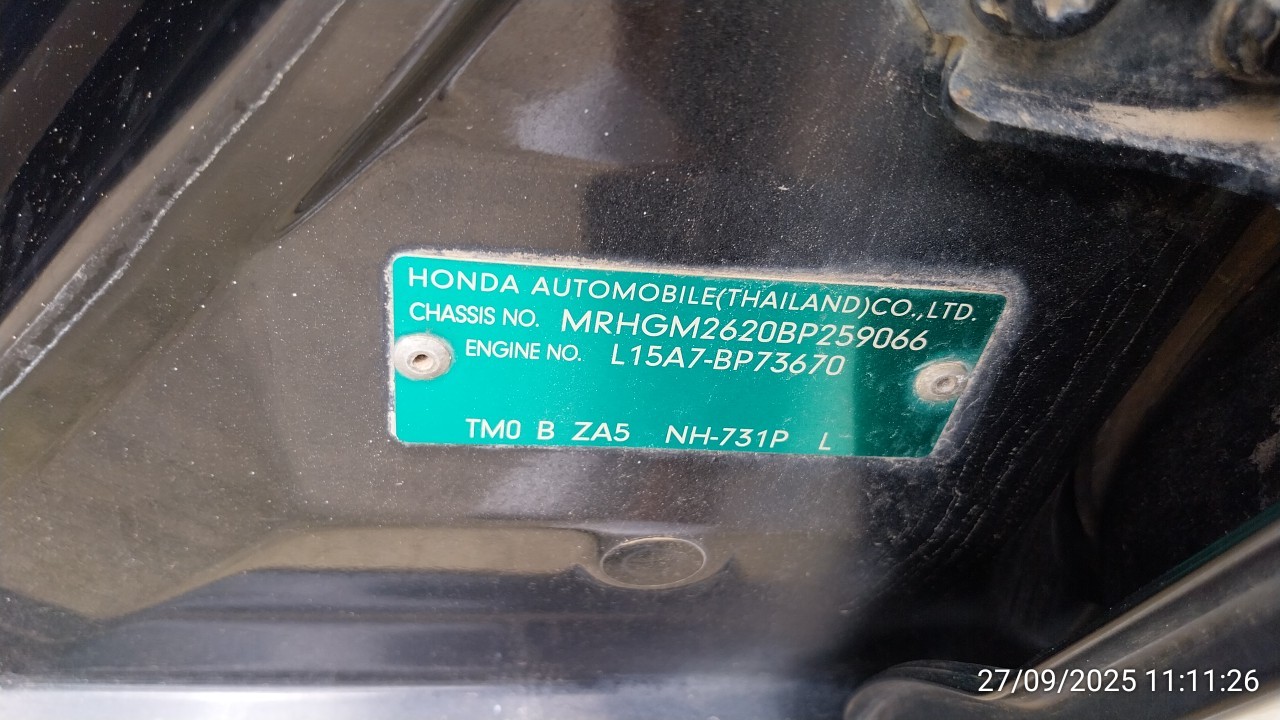 HONDA AUTOMOBILE(THAILAND)CO.,LTD.
CHASSIS NO. MRHGM2620BP259066
ENGINE NO. L15A7-BP73670
TM0 B ZA5 NH-731P L
27/09/2025 11:11:26